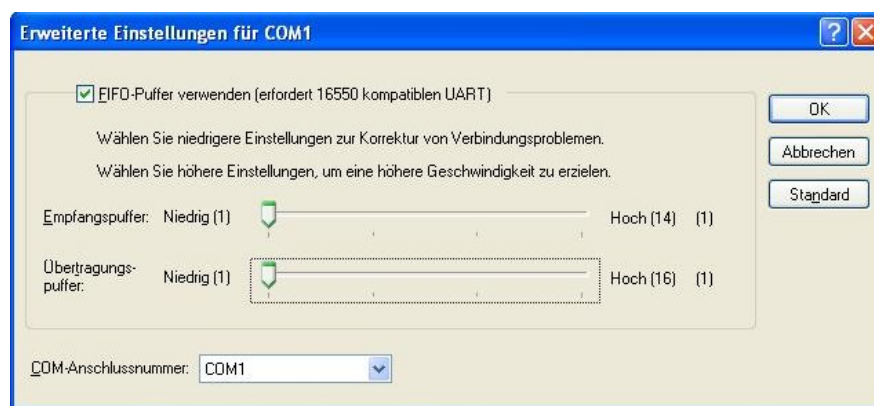 Erweiterte Einstellungen für COM1
FIFO-Puffer verwenden (erfordert 16550 kompatiblen UART)
OK
Wählen Sie niedrigere Einstellungen zur Korrektur von Verbindungsproblemen.
Abbrechen
Wählen Sie höhere Einstellungen, um eine höhere Geschwindigkeit zu erzielen.
Standard
Empfangspuffer: Niedrig (1) Hoch (14) (1)
Übertragungs-
puffer: Niedrig (1) Hoch (16) (1)
COM-Anschlussnummer: COM1